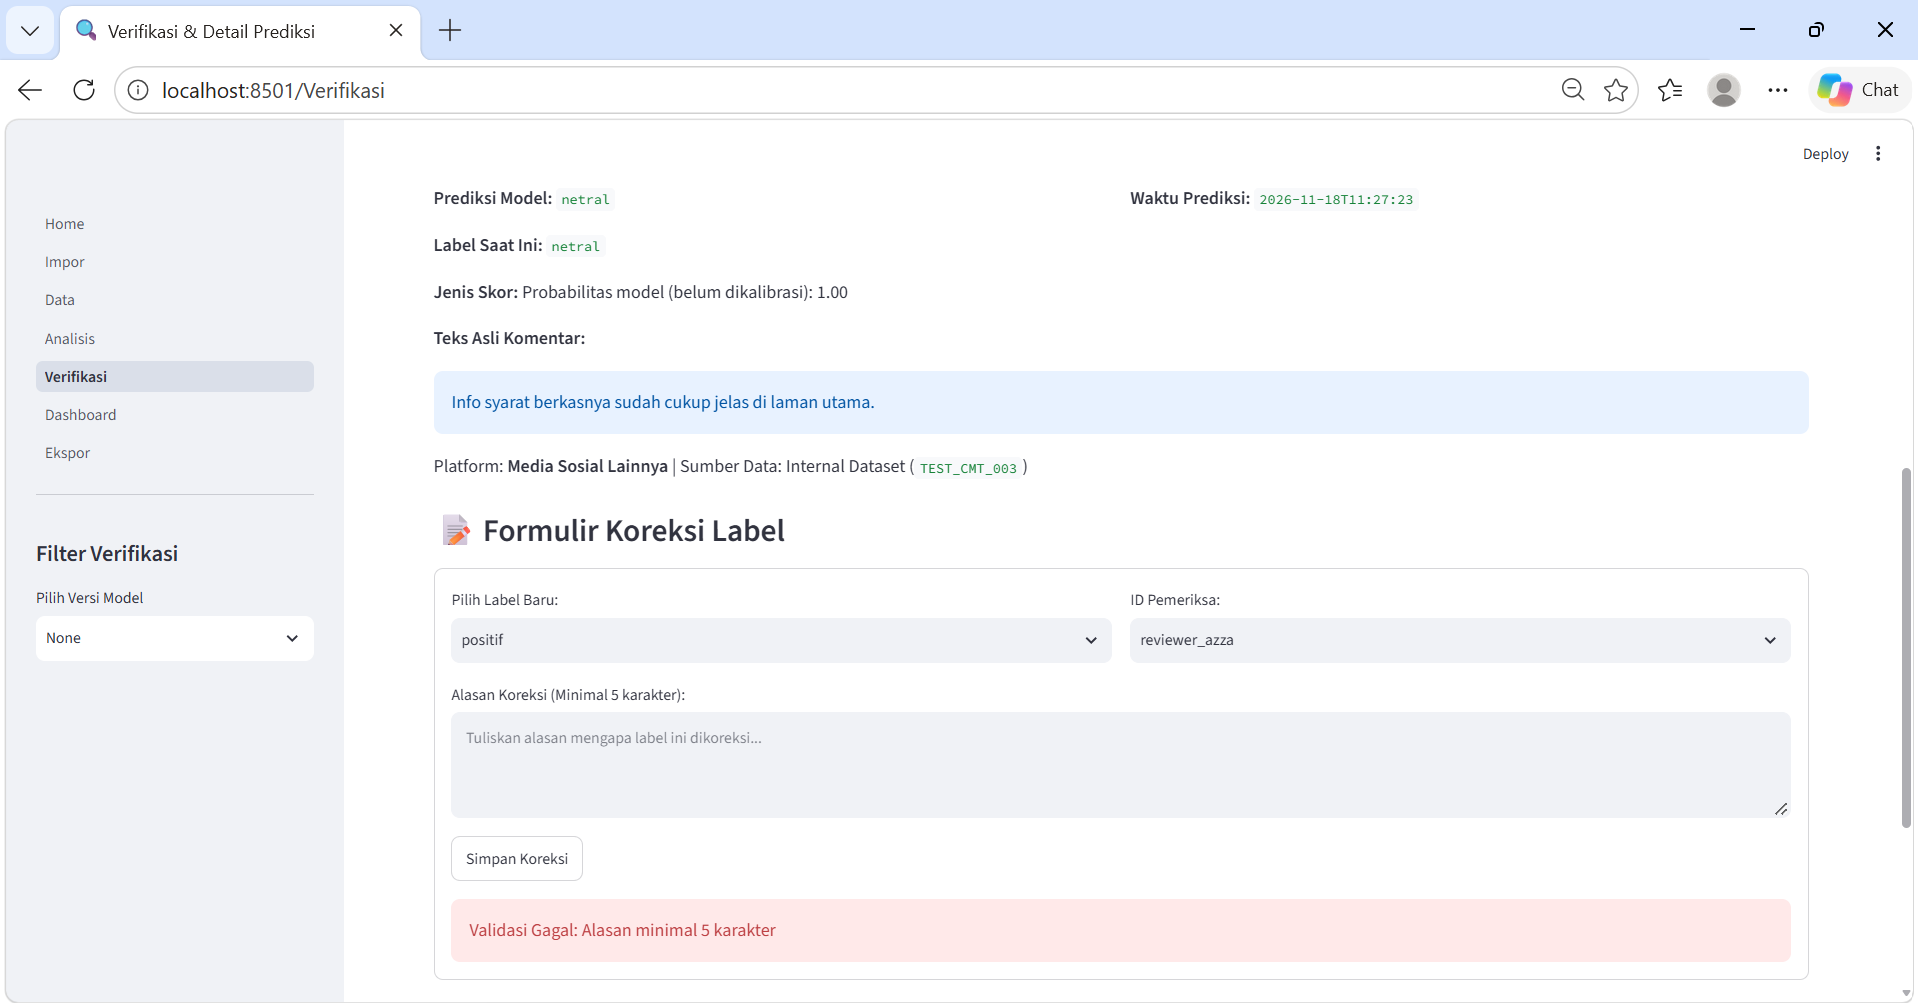 Verifikasi & Detail Prediksi
localhost:8501/Verifikasi
Chat
Deploy
Home
Impor
Data
Analisis
Verifikasi
Dashboard
Ekspor
Filter Verifikasi
Pilih Versi Model
None
Prediksi Model: netral
Waktu Prediksi: 2026-11-18T11:27:23
Label Saat Ini: netral
Jenis Skor: Probabilitas model (belum dikalibrasi): 1.00
Teks Asli Komentar:
Info syarat berkasnya sudah cukup jelas di laman utama.
Platform: Media Sosial Lainnya | Sumber Data: Internal Dataset ( TEST_CMT_003 )
Formulir Koreksi Label
Pilih Label Baru:
positif
ID Pemeriksa:
reviewer_azza
Alasan Koreksi (Minimal 5 karakter):
Tuliskan alasan mengapa label ini dikoreksi...
Simpan Koreksi
Validasi Gagal: Alasan minimal 5 karakter